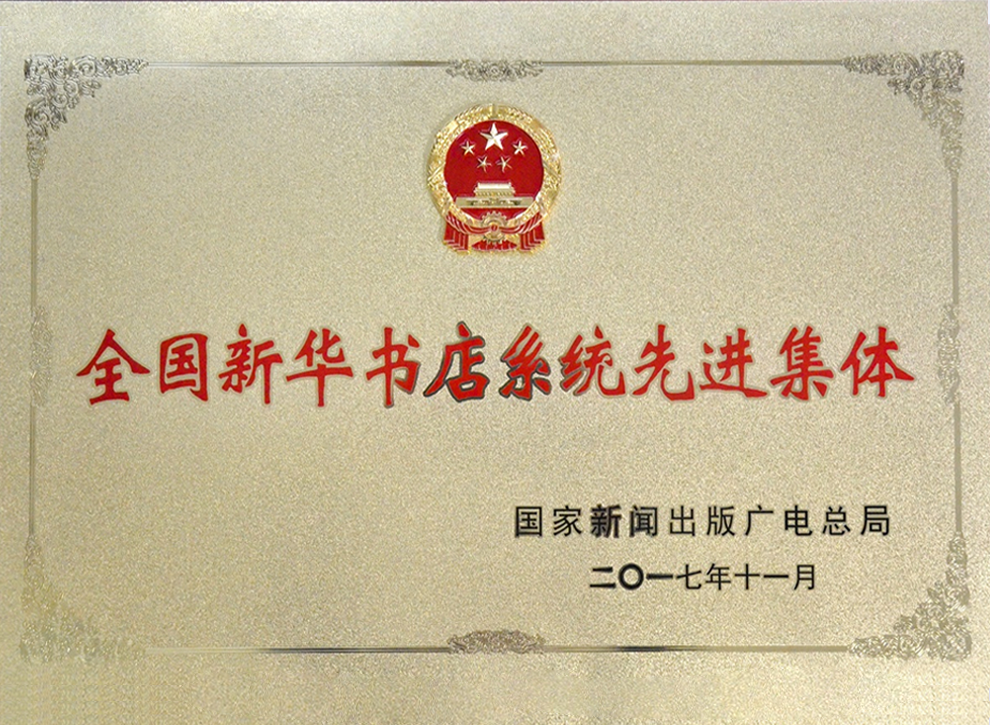 全国新华书店系统先进集体
国家新闻出版广电总局
二〇一七年十一月